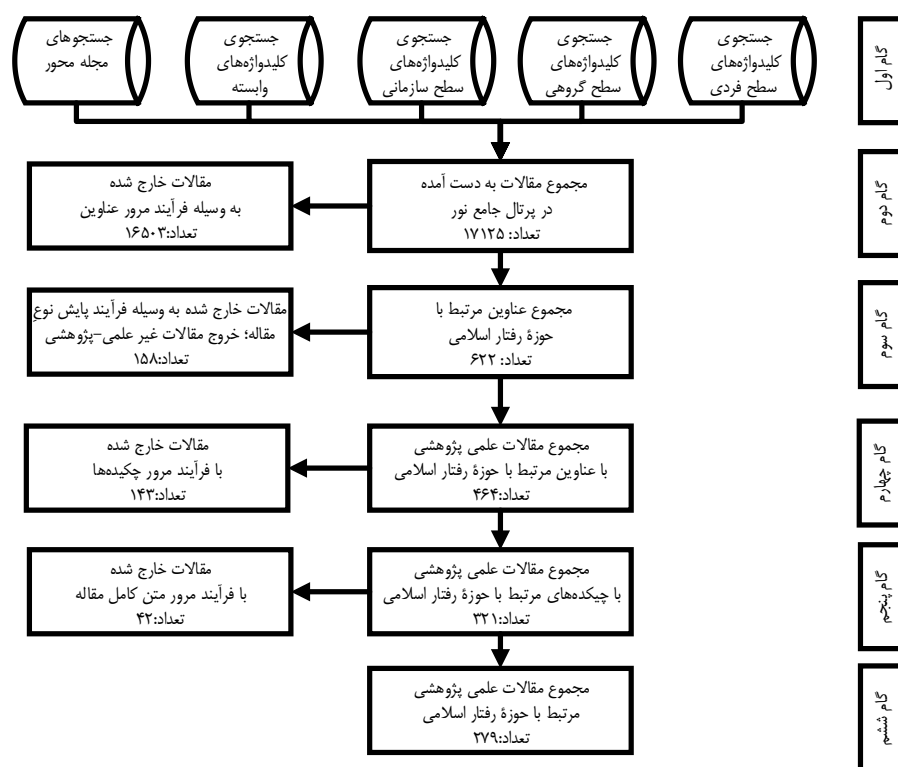 گام اول
جستجوی
کلیدواژه‌های
سطح فردی
جستجوی
کلیدواژه‌های
سطح گروهی
جستجوی
کلیدواژه‌های
سطح سازمانی
جستجوی
کلیدواژه‌های
وابسته
جستجوهای
مجله محور
گام دوم
مجموع مقالات به دست آمده
در پرتال جامع نور
تعداد: ۱۷۱۲۵
مقالات خارج شده
به وسیله فرآیند مرور عناوین
تعداد:۱۶۵۰۳
گام سوم
مجموع عناوین مرتبط با
حوزهٔ رفتار اسلامی
تعداد: ۶۲۲
مقالات خارج شده به وسیله فرآیند پایش نوعِ
مقاله؛ خروج مقالات غیر علمی-پژوهشی
تعداد:۱۵۸
گام چهارم
مجموع مقالات علمی پژوهشی
با عناوین مرتبط با حوزهٔ رفتار اسلامی
تعداد:۴۶۴
مقالات خارج شده
با فرآیند مرور چکیده‌ها
تعداد:۱۴۳
گام پنجم
مجموع مقالات علمی پژوهشی
با چیکده‌های مرتبط با حوزهٔ رفتار اسلامی
تعداد:۳۲۱
مقالات خارج شده
با فرآیند مرور متن کامل مقاله
تعداد:۴۲
گام ششم
مجموع مقالات علمی پژوهشی
مرتبط با حوزهٔ رفتار اسلامی
تعداد:۲۷۹